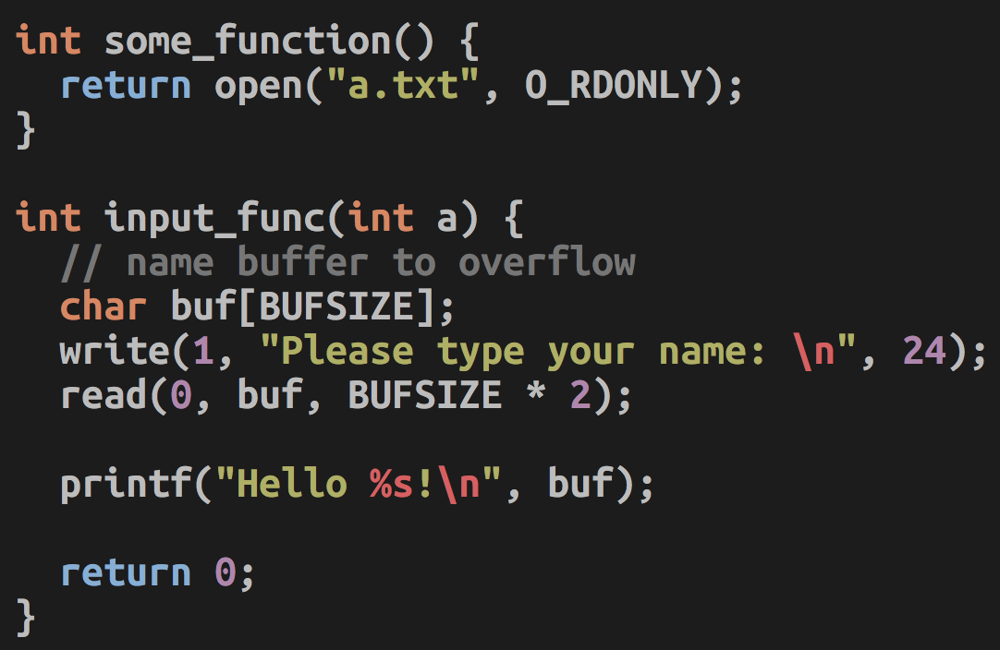 int some_function() {
  return open("a.txt", O_RDONLY);
}

int input_func(int a) {
  // name buffer to overflow
  char buf[BUFSIZE];
  write(1, "Please type your name: \n", 24);
  read(0, buf, BUFSIZE * 2);

  printf("Hello %s!\n", buf);

  return 0;
}